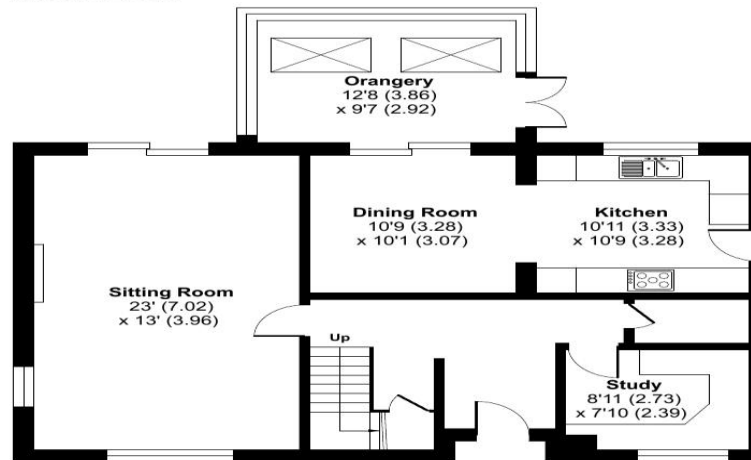 Orangery
12'8 (3.86)
x 9'7 (2.92)
Dining Room
10'9 (3.28)
x 10'1 (3.07)
Kitchen
10'11 (3.33)
x 10'9 (3.28)
Sitting Room
23' (7.02)
x 13' (3.96)
Up
Study
8'11 (2.73)
x 7'10 (2.39)